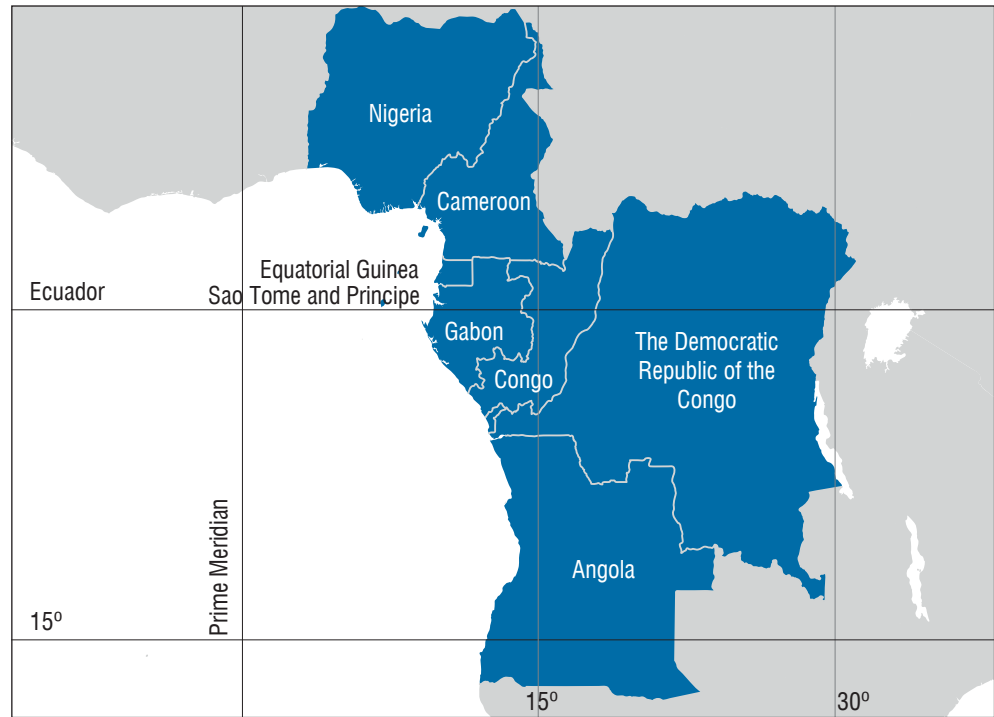 Nigeria
Cameroon
Equatorial Guinea
Ecuador
Sao Tome and Principe
Gabon
The Democratic
Republic of the
Congo
Congo
Prime Meridian
Angola
15º
15º
30º